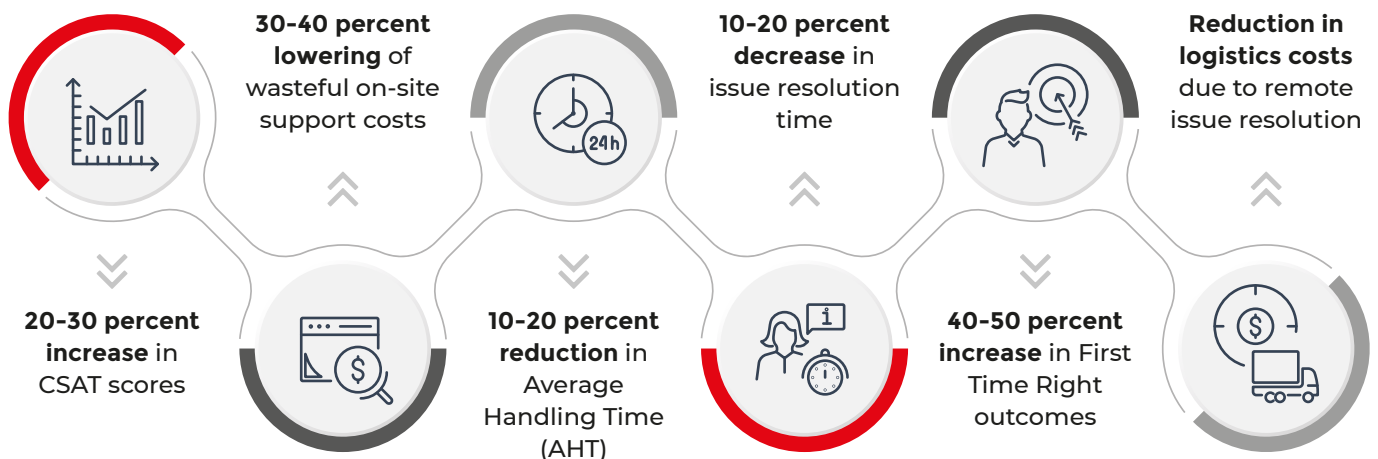 30-40 percent
lowering of
wasteful on-site
support costs
10-20 percent
decrease in
issue resolution
time
Reduction in
logistics costs
due to remote
issue resolution
24h
20-30 percent
increase in
CSAT scores
$
10-20 percent
reduction in
Average
Handling Time
(AHT)
i
40-50 percent
increase in First
Time Right
outcomes
$